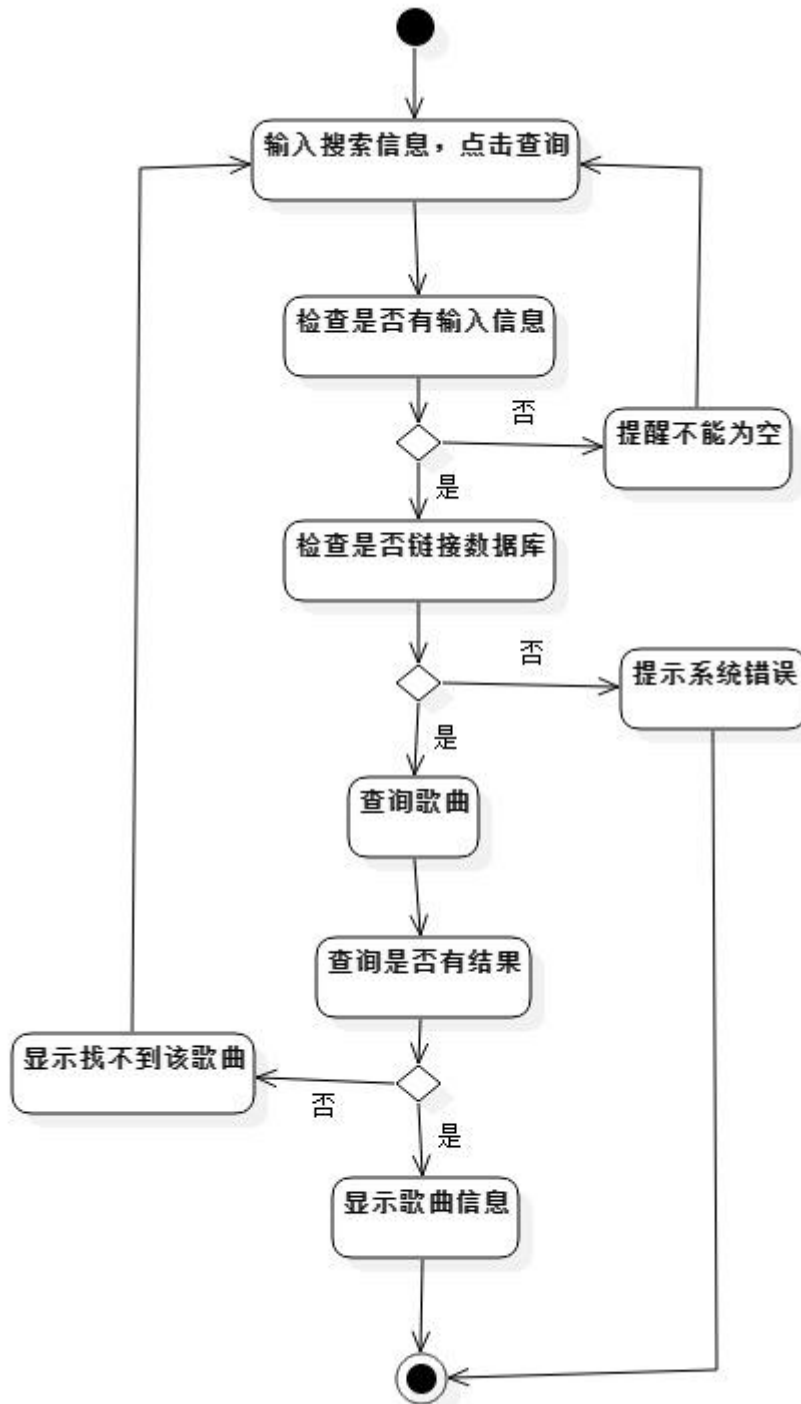 输入搜索信息，点击查询
检查是否有输入信息
否
提醒不能为空
是
检查是否链接数据库
否
提示系统错误
是
查询歌曲
查询是否有结果
显示找不到该歌曲
否
是
显示歌曲信息